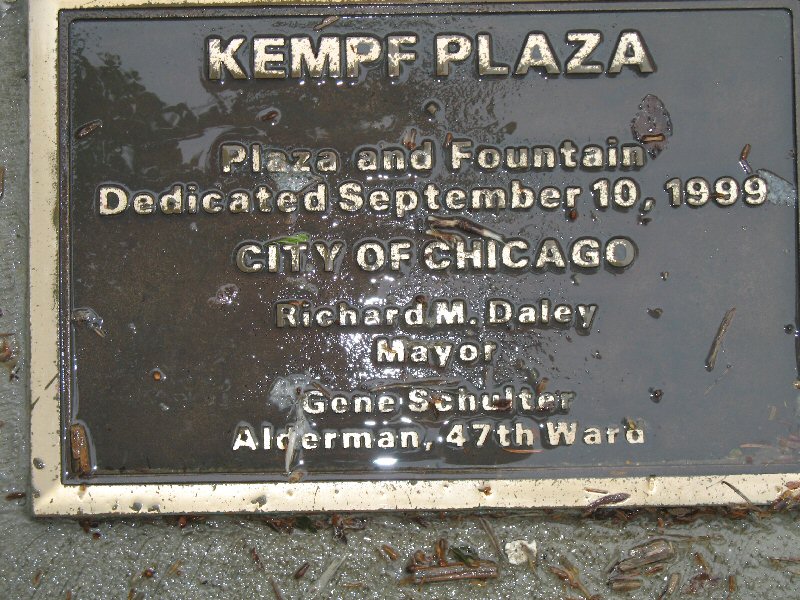 KEMPF PLAZA
Plaza and Fountain
Dedicated September 10, 1999
CITY OF CHICAGO
Richard M. Daley
Mayor
Gene Schulter
Alderman, 47th Ward